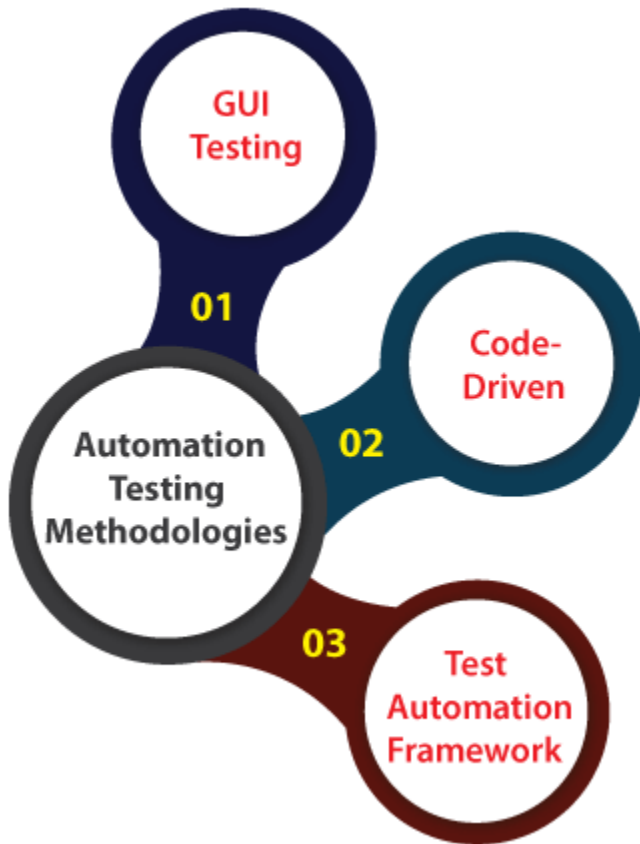 GUI
Testing
01
Code-
Driven
02
Automation
Testing
Methodologies
03
Test
Automation
Framework